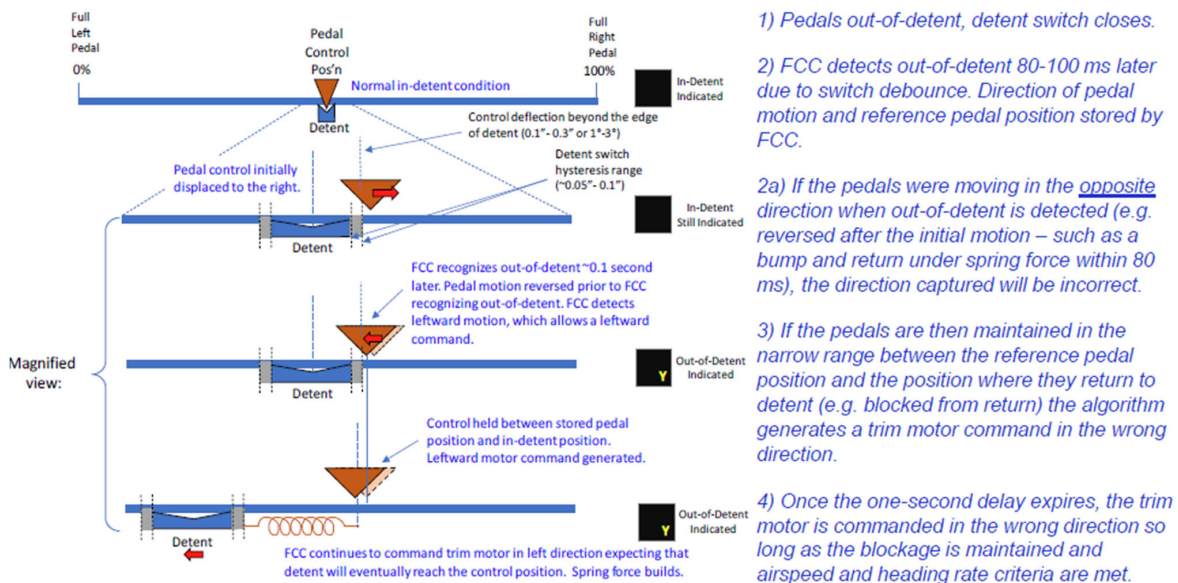 Full
Left
Pedal
0%
Pedal
Control
Pos'n
Full
Right
Pedal
100%
Normal in-detent condition
Detent
In-Detent
Indicated
Control deflection beyond the edge
of detent (0.1"- 0.3" or 1°-3°)
Pedal control initially
displaced to the right.
Detent switch
hysteresis range
(~0.05"- 0.1")
In-Detent
Still Indicated
Detent
FCC recognizes out-of-detent ~0.1 second
later. Pedal motion reversed prior to FCC
recognizing out-of-detent. FCC detects
leftward motion, which allows a leftward
command.
Magnified
view:
Y
Out-of-Detent
Indicated
Detent
Control held between stored pedal
position and in-detent position.
Leftward motor command generated.
Y
Out-of-Detent
Indicated
Detent
FCC continues to command trim motor in left direction expecting that
detent will eventually reach the control position. Spring force builds.
1) Pedals out-of-detent, detent switch closes.
2) FCC detects out-of-detent 80-100 ms later
due to switch debounce. Direction of pedal
motion and reference pedal position stored by
FCC.
2a) If the pedals were moving in the opposite
direction when out-of-detent is detected (e.g.
reversed after the initial motion – such as a
bump and return under spring force within 80
ms), the direction captured will be incorrect.
3) If the pedals are then maintained in the
narrow range between the reference pedal
position and the position where they return to
detent (e.g. blocked from return) the algorithm
generates a trim motor command in the wrong
direction.
4) Once the one-second delay expires, the trim
motor is commanded in the wrong direction so
long as the blockage is maintained and
airspeed and heading rate criteria are met.